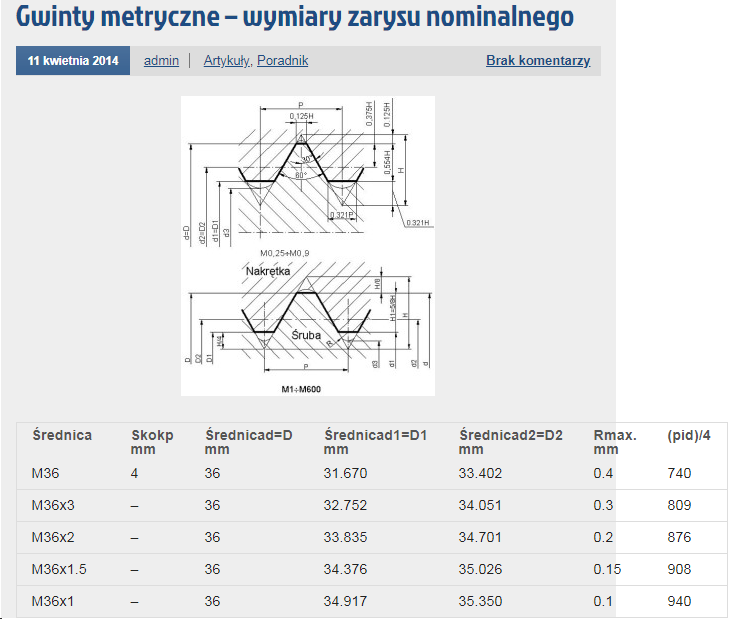 Gwinty metryczne – wymiary zarysu nominalnego
11 kwietnia 2014 admin | Artykuły, Poradnik Brak komentarzy
P
0,125H
0,375H
0,125H
30°
60°
0,554H
H
0.321P
0.321H
d=D
d2=D2
d1=D1
d3
M0,25÷M0,9
Nakrętka
H/8
H1=5/8H
H
Śruba
R
D
D2
D1
H/4
P
d3
d1
d2
d
M1÷M600
Średnica Skokp mm Średnicad=D mm Średnicad1=D1 mm Średnicad2=D2 mm Rmax. mm (pid)/4
M36 4 36 31.670 33.402 0.4 740
M36x3 – 36 32.752 34.051 0.3 809
M36x2 – 36 33.835 34.701 0.2 876
M36x1.5 – 36 34.376 35.026 0.15 908
M36x1 – 36 34.917 35.350 0.1 940